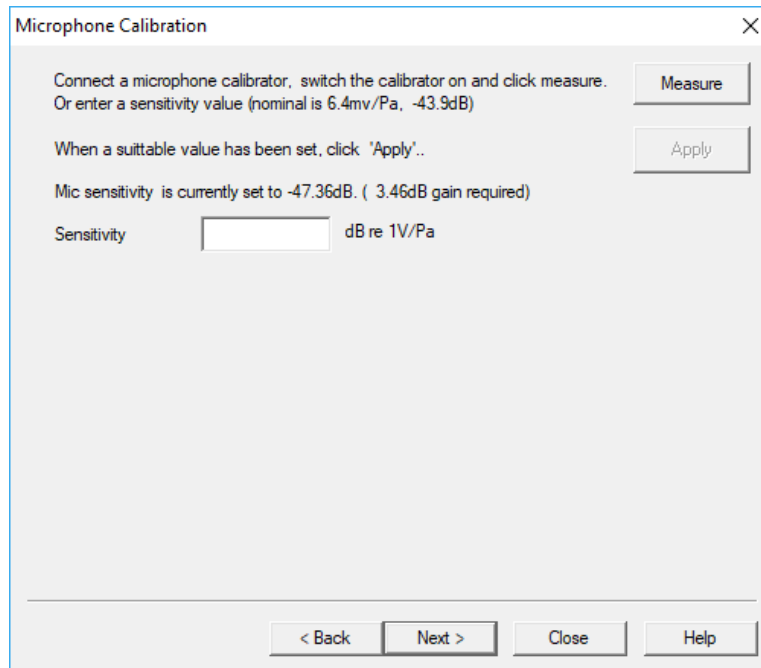 Microphone Calibration
Connect a microphone calibrator, switch the calibrator on and click measure.
Or enter a sensitivity value (nominal is 6.4mv/Pa, -43.9dB)
Measure
When a suittable value has been set, click 'Apply'..
Apply
Mic sensitivity is currently set to -47.36dB. ( 3.46dB gain required)
Sensitivity
dB re 1V/Pa
< Back
Next >
Close
Help